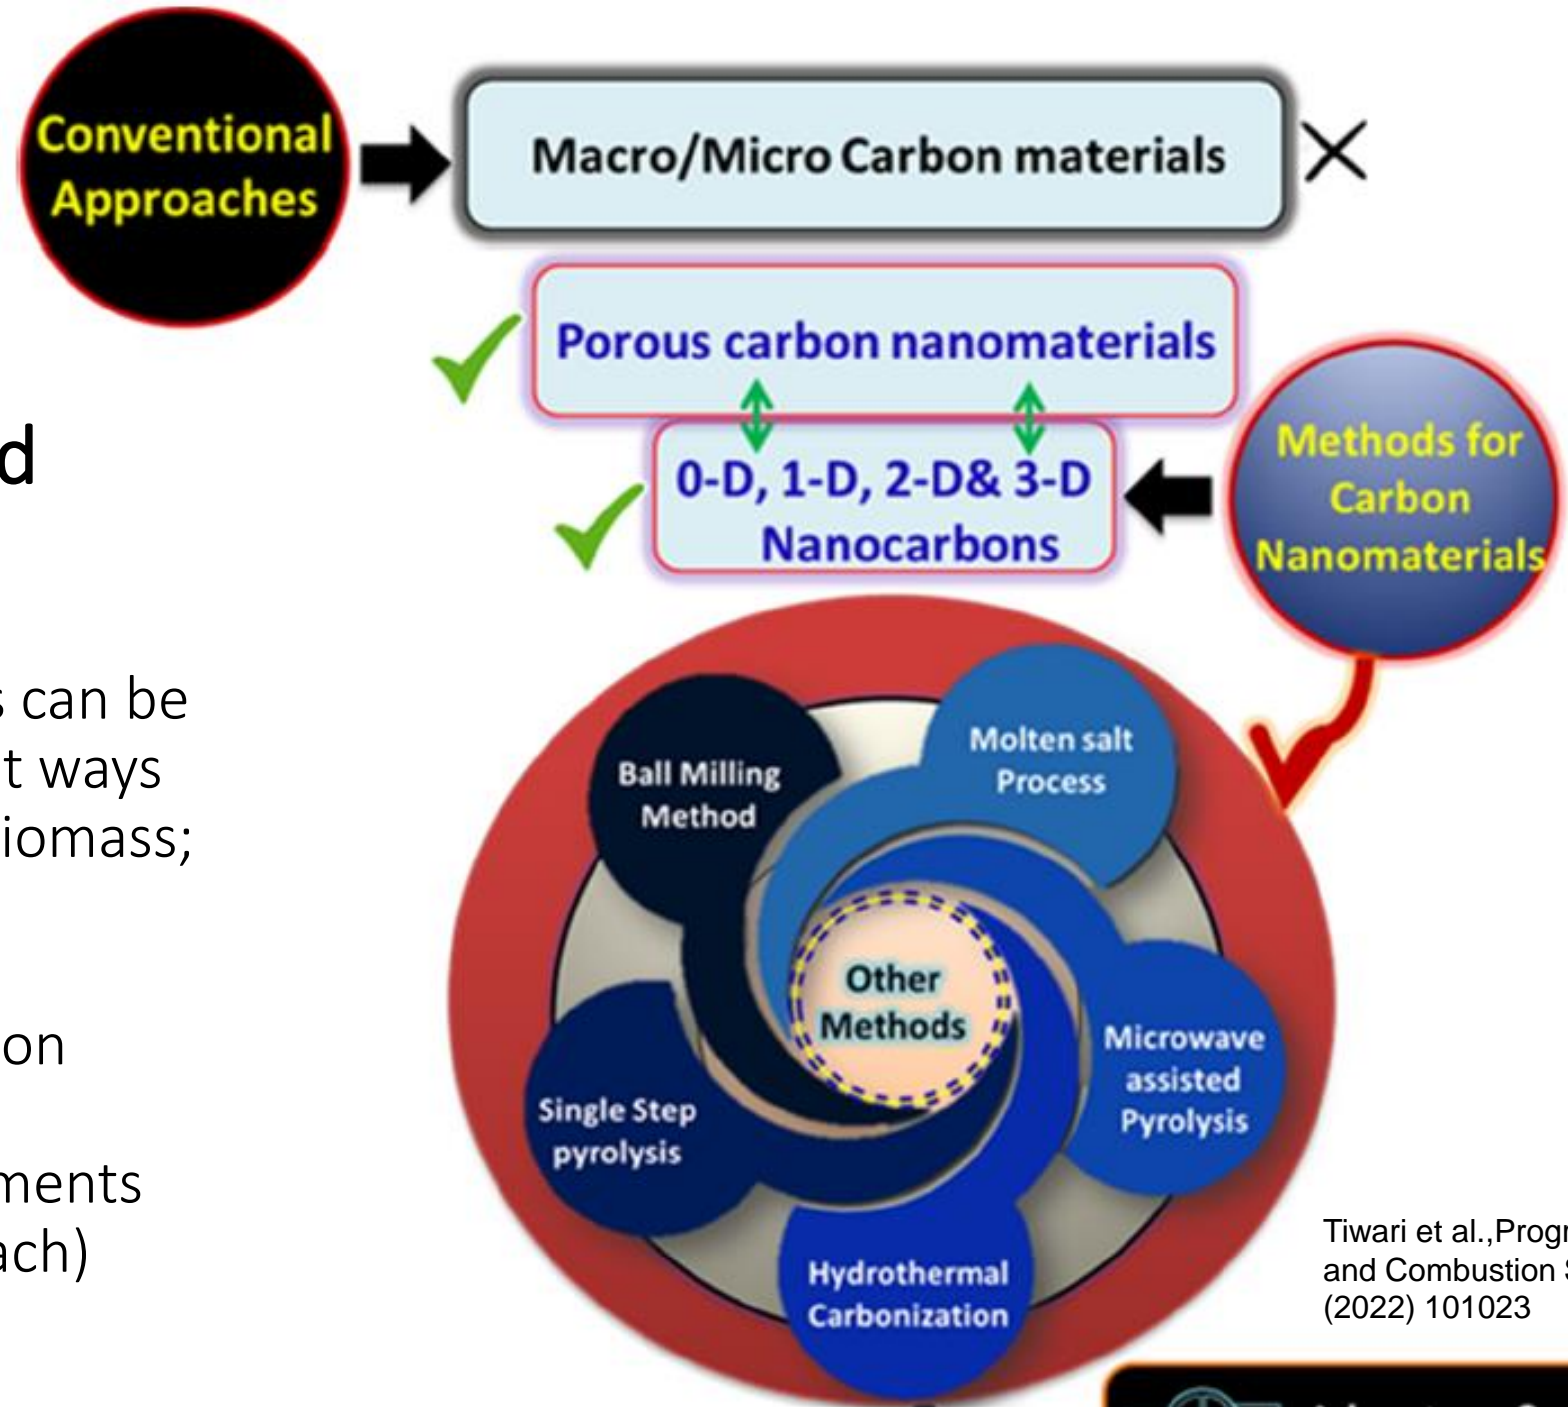 Conventional
Approaches
Macro/Micro Carbon materials
Porous carbon nanomaterials
0-D, 1-D, 2-D& 3-D
Nanocarbons
Methods for
Carbon
Nanomaterials
can be
ways
on
ach)
Ball Milling
Method
Molten salt
Process
Other
Methods
Microwave
assisted
Pyrolysis
Single Step
pyrolysis
Hydrothermal
Carbonization
Tiwari et al.,Progr
and Combustion S
(2022) 101023